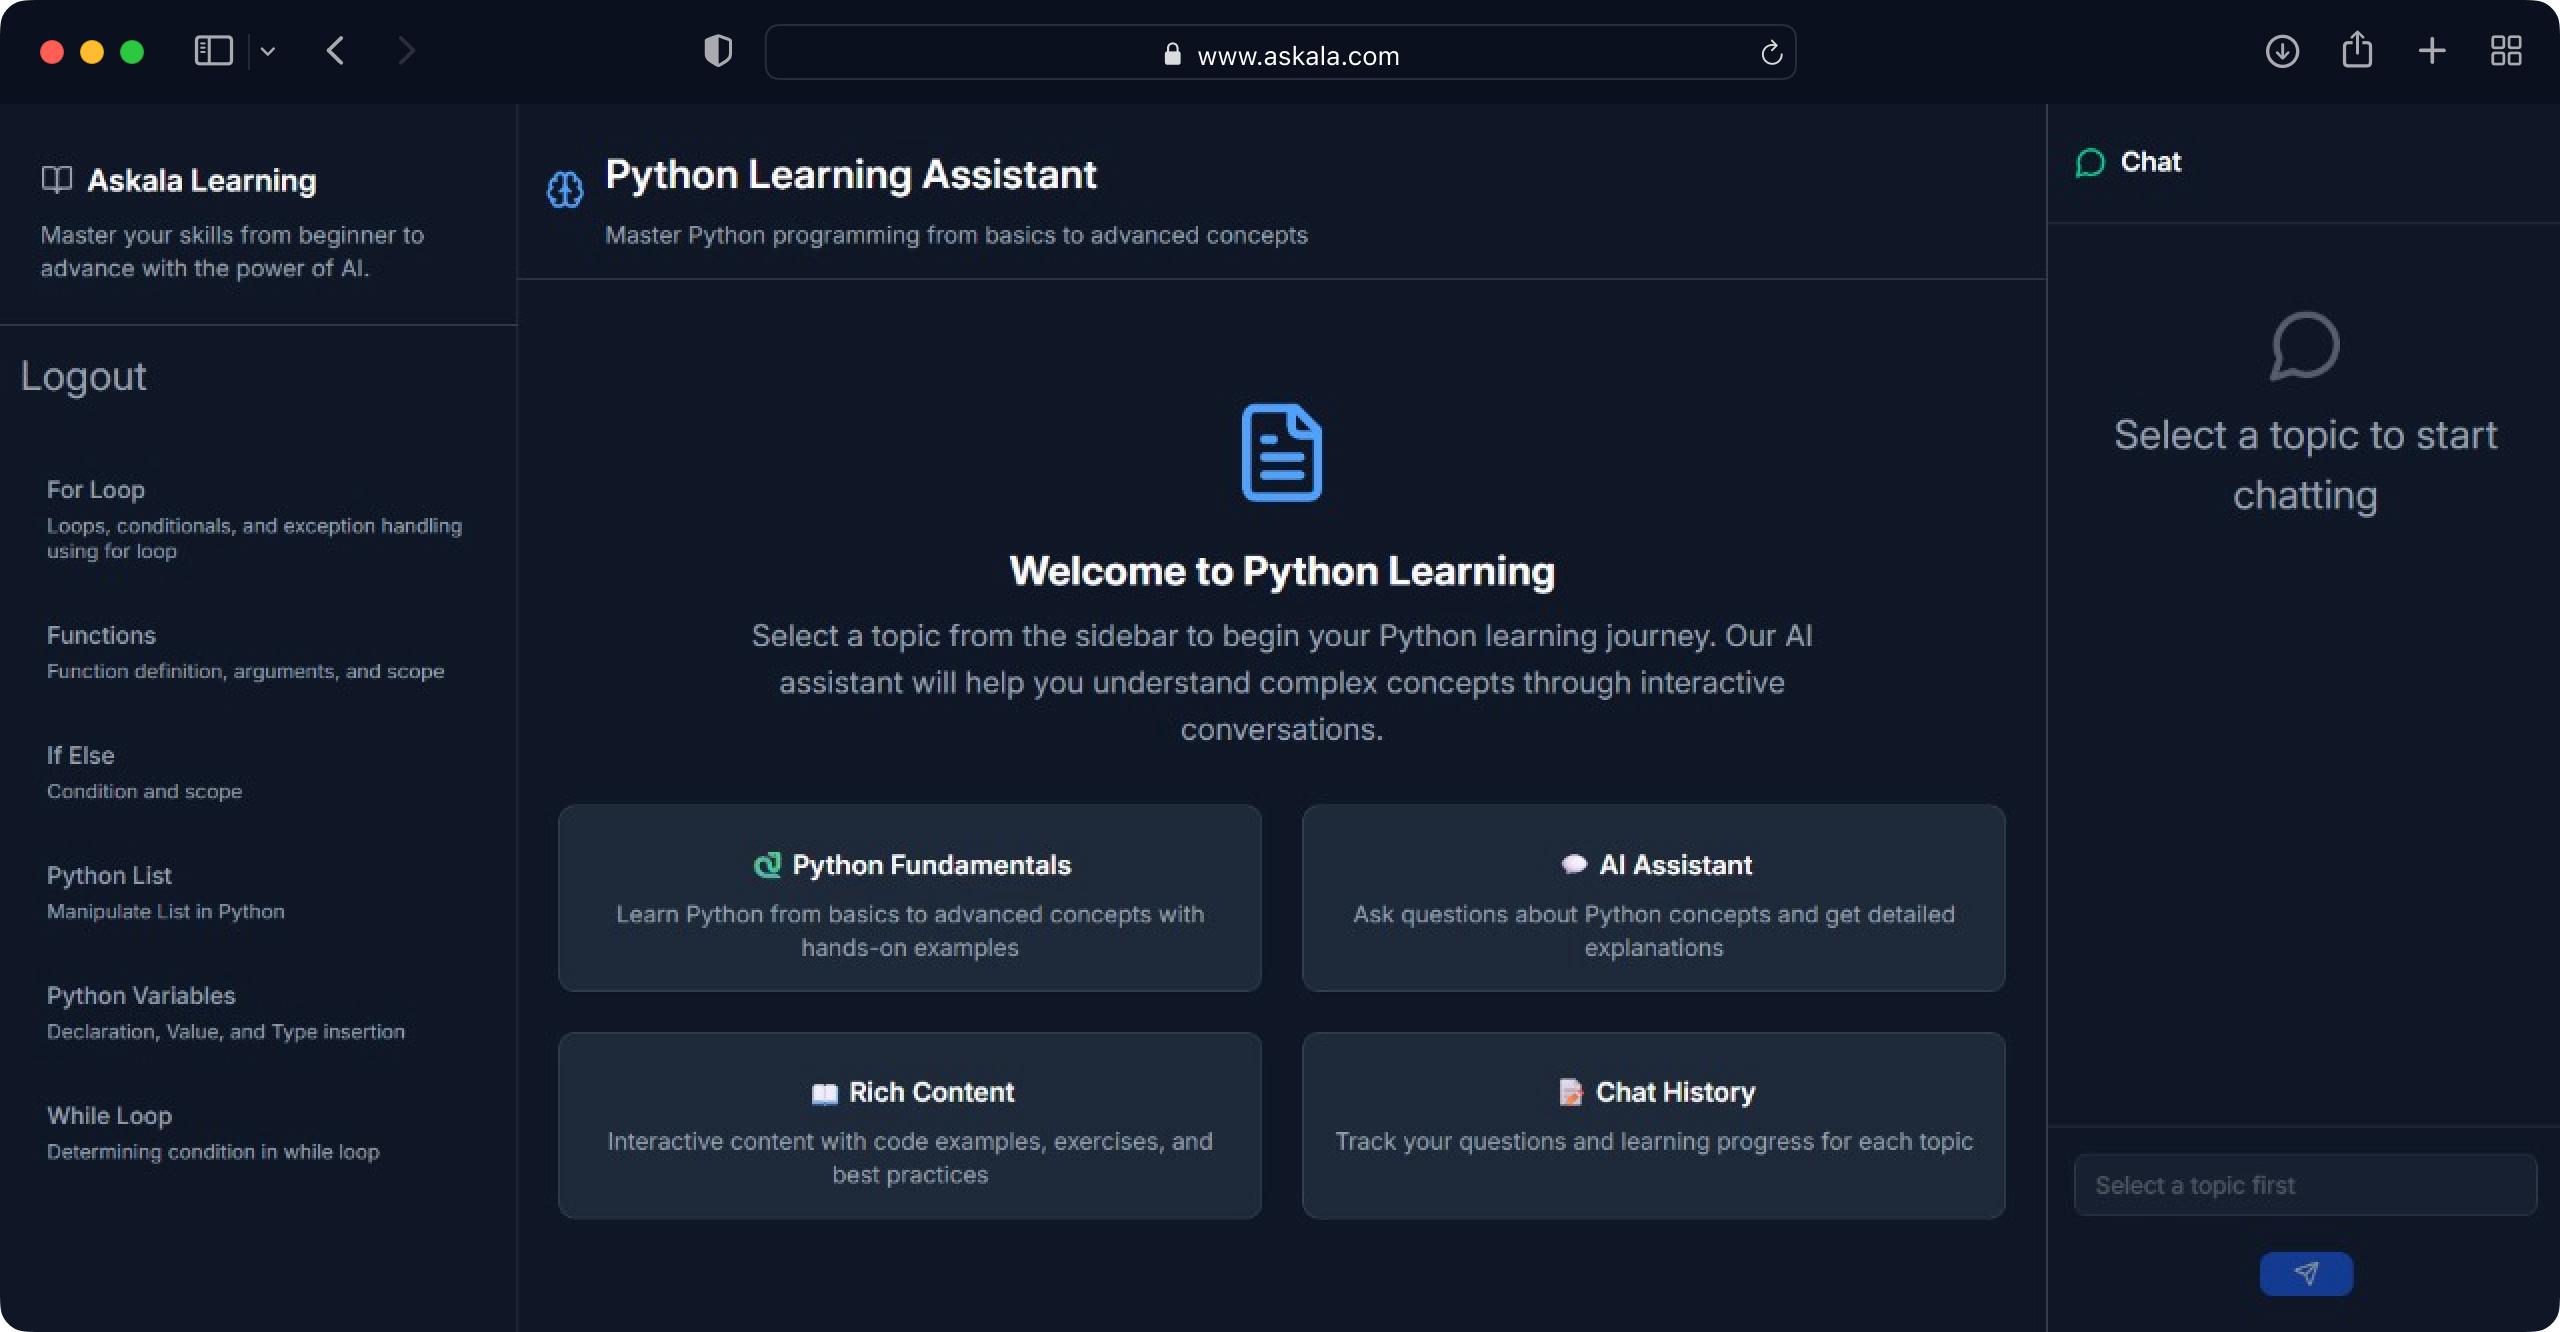 www.askala.com
Askala Learning
Master your skills from beginner to
advance with the power of AI.
Logout
For Loop
Loops, conditionals, and exception handling
using for loop
Functions
Function definition, arguments, and scope
If Else
Condition and scope
Python List
Manipulate List in Python
Python Variables
Declaration, Value, and Type insertion
While Loop
Determining condition in while loop
Python Learning Assistant
Master Python programming from basics to advanced concepts
Welcome to Python Learning
Select a topic from the sidebar to begin your Python learning journey. Our AI
assistant will help you understand complex concepts through interactive
conversations.
Python Fundamentals
Learn Python from basics to advanced concepts with
hands-on examples
AI Assistant
Ask questions about Python concepts and get detailed
explanations
Rich Content
Interactive content with code examples, exercises, and
best practices
Chat History
Track your questions and learning progress for each topic
Chat
Select a topic to start
chatting
Select a topic first